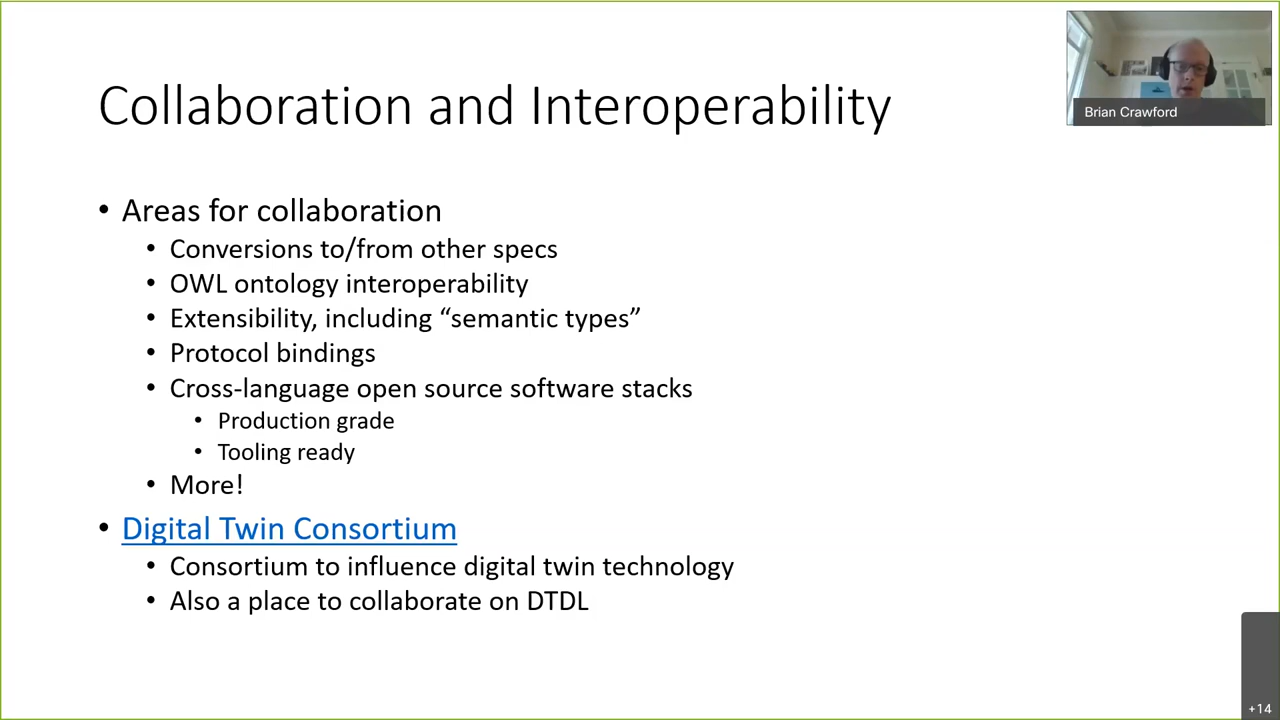 Collaboration and Interoperability
Brian Crawford
• Areas for collaboration
• Conversions to/from other specs
• OWL ontology interoperability
• Extensibility, including “semantic types”
• Protocol bindings
• Cross-language open source software stacks
• Production grade
• Tooling ready
• More!
• Digital Twin Consortium
• Consortium to influence digital twin technology
• Also a place to collaborate on DTDL
+14